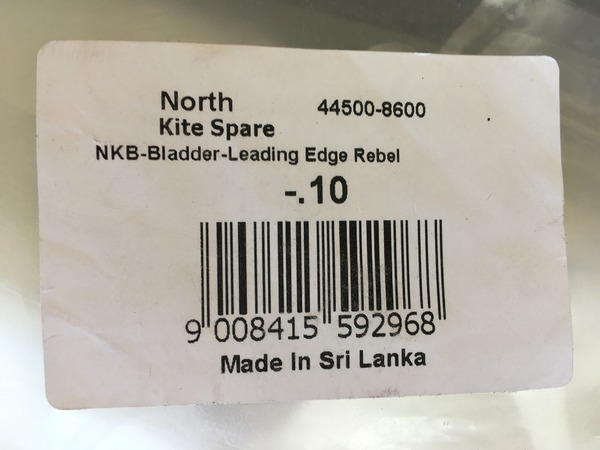 North 44500-8600
Kite Spare
NKB-Bladder-Leading Edge Rebel
-.10
9 008415 592968
Made In Sri Lanka